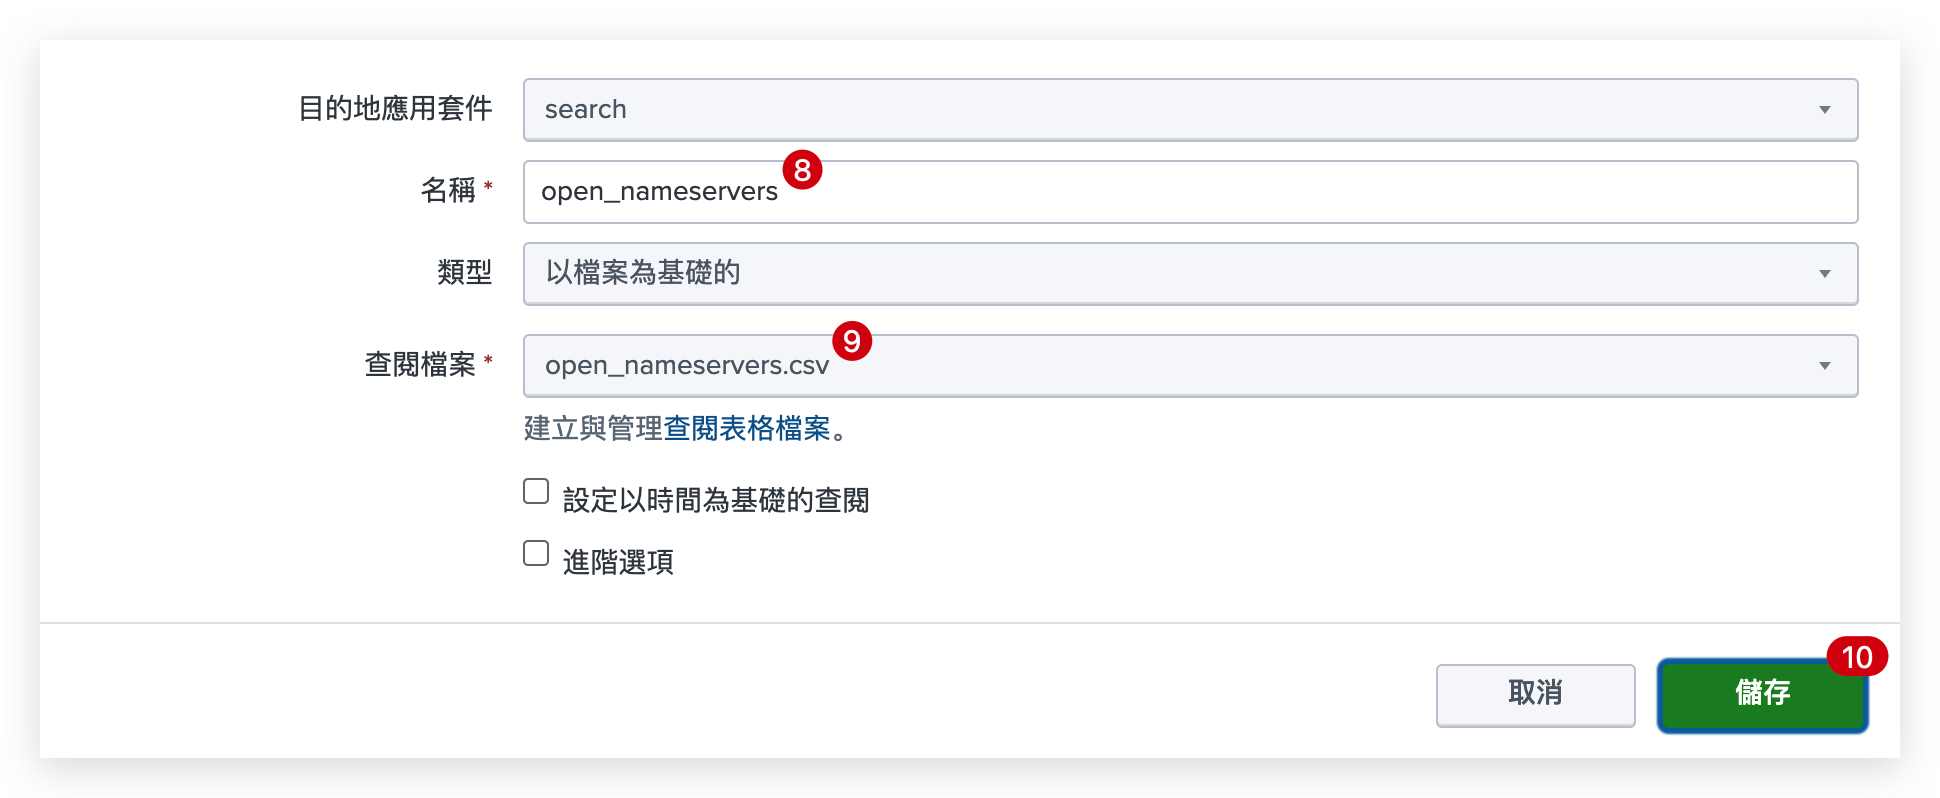 目的地應用套件 search
名稱 * open_nameservers 8
類型 以檔案為基礎的
查閱檔案 * open_nameservers.csv 9
建立與管理查閱表格檔案。
設定以時間為基礎的查閱
進階選項
取消 儲存 10